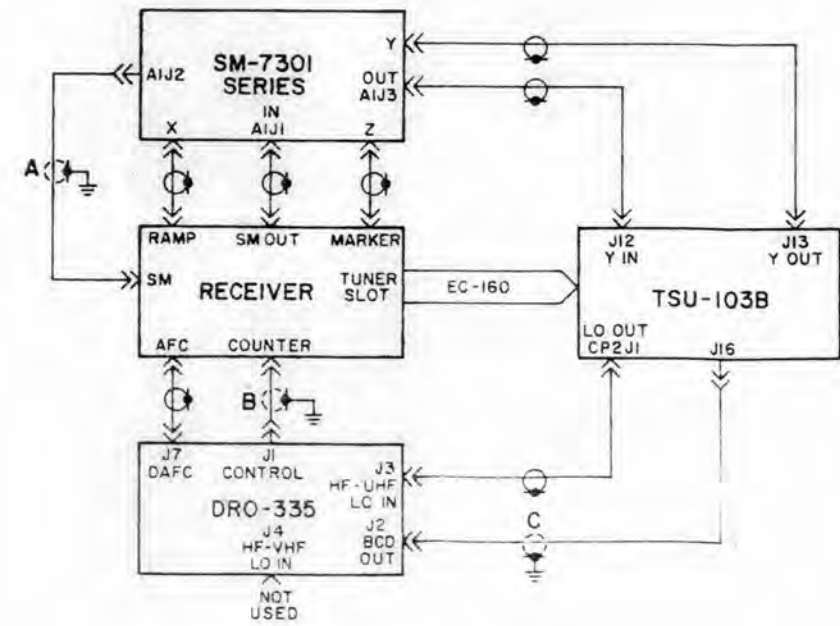 Y
A1J2
SM-7301
SERIES
OUT
A1J3
IN
X
A1J1
Z
A
RAMP
SM OUT
MARKER
SM
RECEIVER
TUNER
SLOT
EC-160
J12
Y IN
J13
Y OUT
TSU-103B
LO OUT
CP2J1
J16
AFC
COUNTER
B
J7
DAFC
J1
CONTROL
J3
HF-UHF
LO IN
DRO-335
J4
HF-VHF
LO IN
J2
BCD
OUT
C
NOT
USED